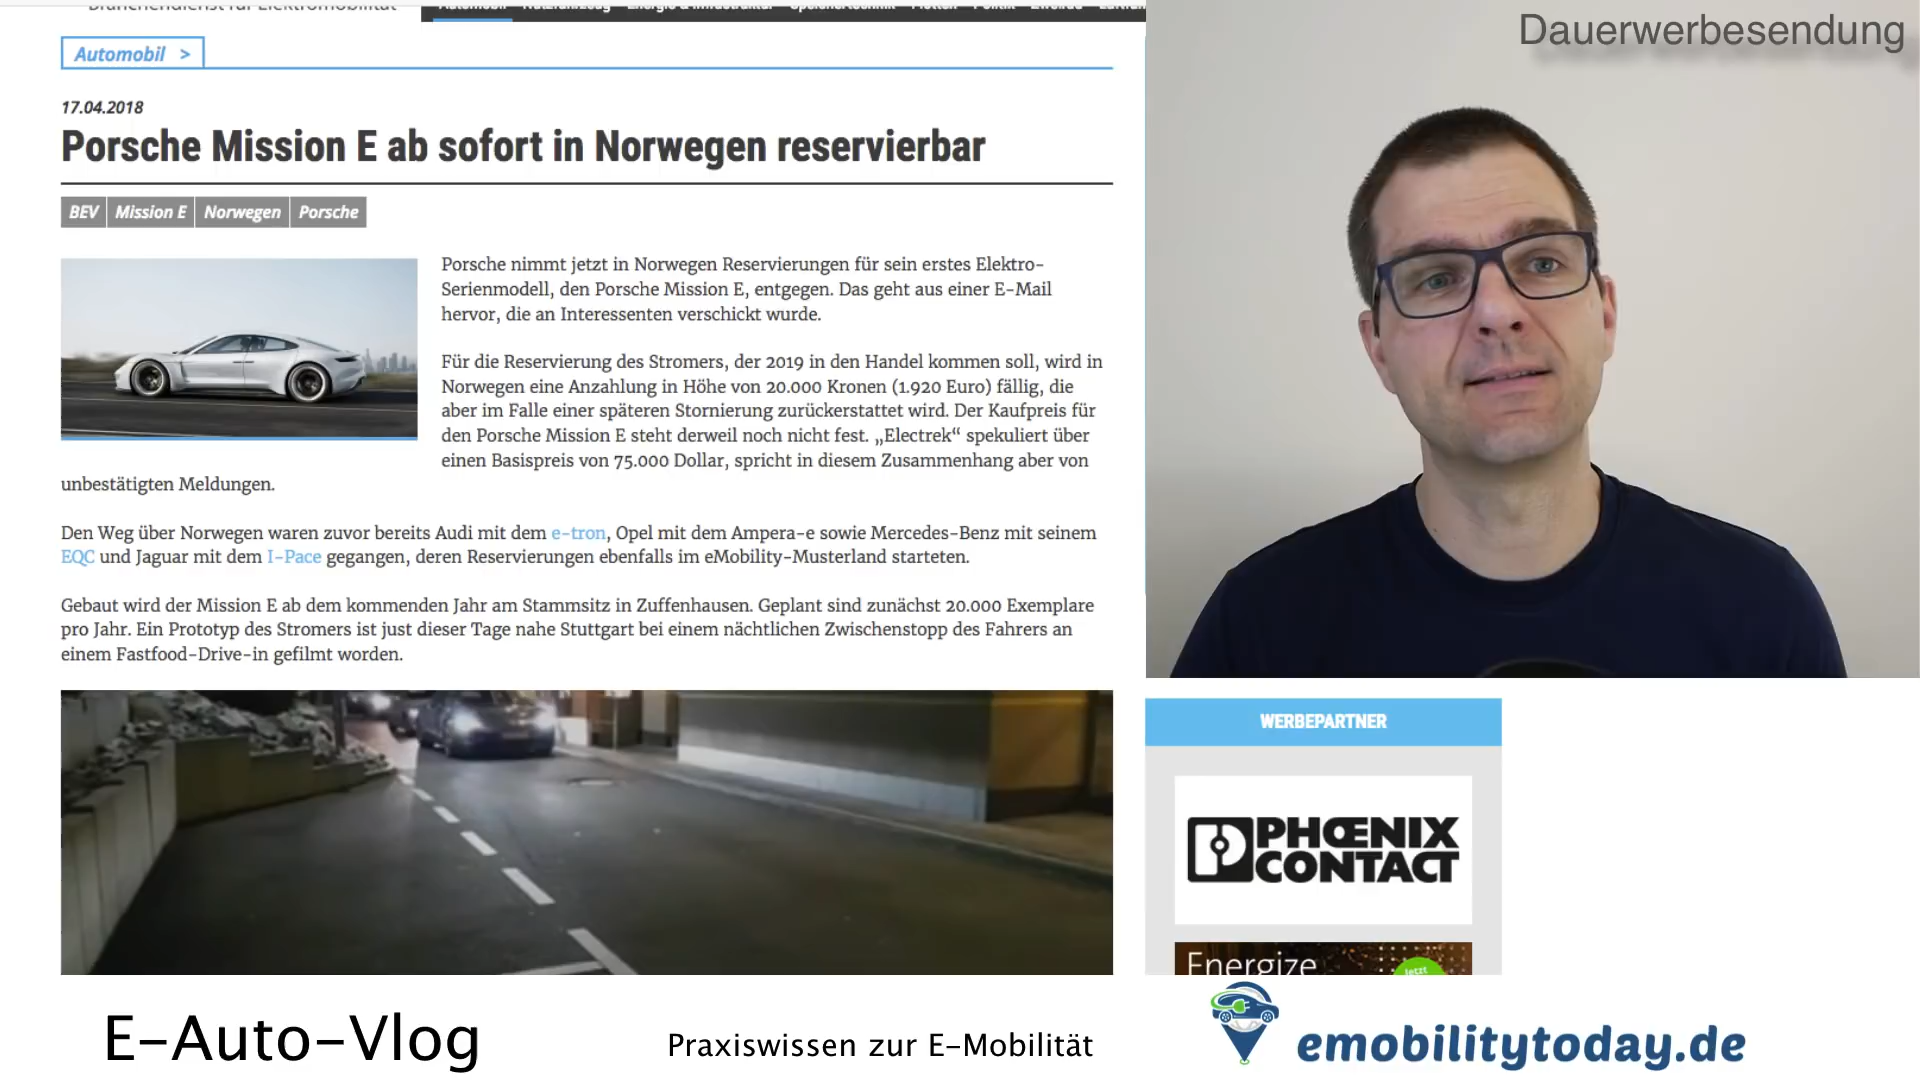 Branchendienst für Elektromobilität
Automobil
Automobil >
17.04.2018
Porsche Mission E ab sofort in Norwegen reservierbar
BEV Mission E Norwegen Porsche
Porsche nimmt jetzt in Norwegen Reservierungen für sein erstes Elektro-
Serienmodell, den Porsche Mission E, entgegen. Das geht aus einer E-Mail
hervor, die an Interessenten verschickt wurde.
Für die Reservierung des Stromers, der 2019 in den Handel kommen soll, wird in
Norwegen eine Anzahlung in Höhe von 20.000 Kronen (1.920 Euro) fällig, die
aber im Falle einer späteren Stornierung zurückerstattet wird. Der Kaufpreis für
den Porsche Mission E steht derweil noch nicht fest. „Electrek“ spekuliert über
einen Basispreis von 75.000 Dollar, spricht in diesem Zusammenhang aber von
unbestätigten Meldungen.
Den Weg über Norwegen waren zuvor bereits Audi mit dem e-tron, Opel mit dem Ampera-e sowie Mercedes-Benz mit seinem
EQC und Jaguar mit dem I-Pace gegangen, deren Reservierungen ebenfalls im eMobility-Musterland starteten.
Gebaut wird der Mission E ab dem kommenden Jahr am Stammsitz in Zuffenhausen. Geplant sind zunächst 20.000 Exemplare
pro Jahr. Ein Prototyp des Stromers ist just dieser Tage nahe Stuttgart bei einem nächtlichen Zwischenstopp des Fahrers an
einem Fastfood-Drive-in gefilmt worden.
Dauerwerbesendung
WERBEPARTNER
PHŒNIX
CONTACT
Energize
Jetzt
E-Auto-Vlog
Praxiswissen zur E-Mobilität
emobilitytoday.de